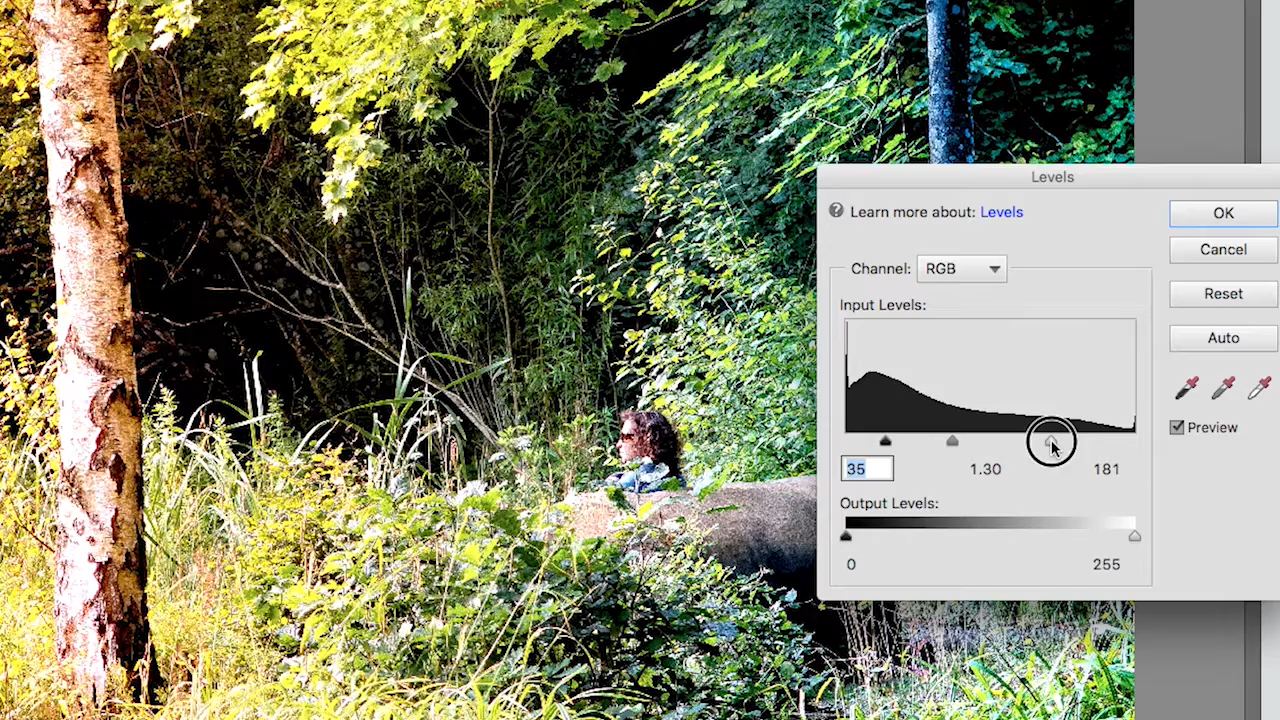 Levels
Learn more about: Levels
OK
Cancel
Channel: RGB
Reset
Input Levels:
Auto
Preview
35 1.30 181
Output Levels:
0 255